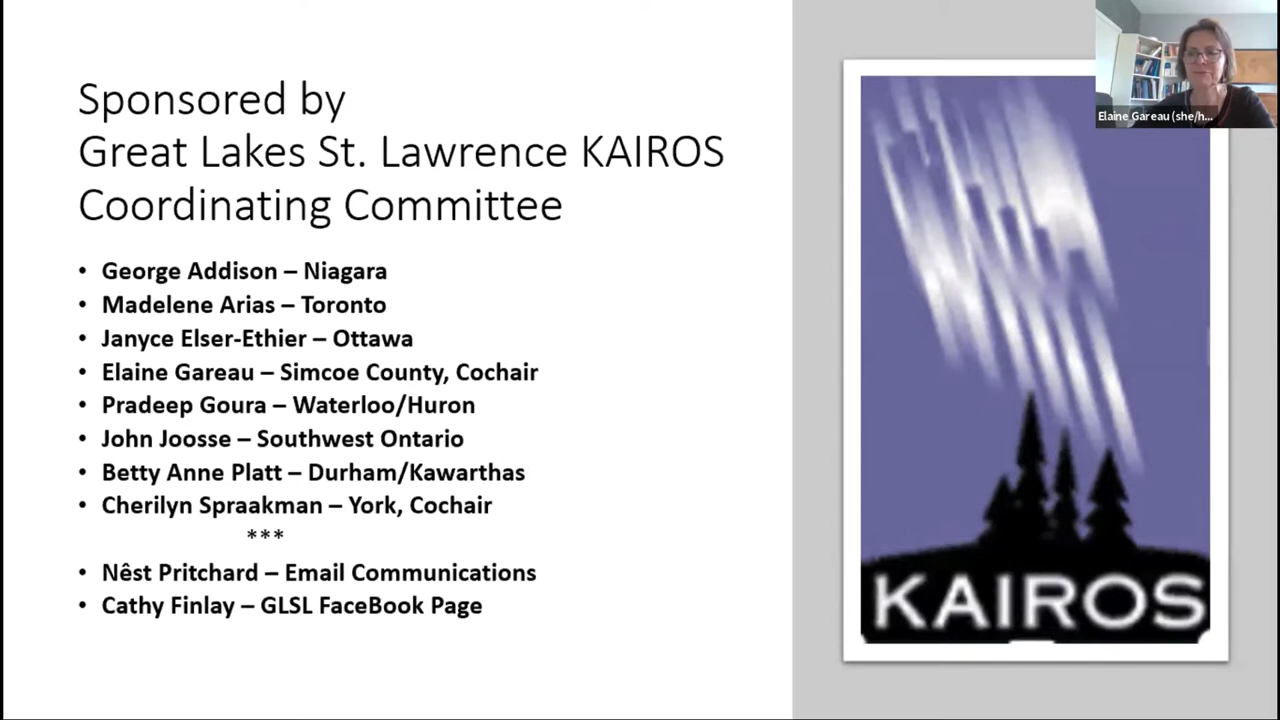 Sponsored by
Great Lakes St. Lawrence KAIROS
Coordinating Committee
• George Addison – Niagara
• Madelene Arias – Toronto
• Janyce Elser-Ethier – Ottawa
• Elaine Gareau – Simcoe County, Cochair
• Pradeep Goura – Waterloo/Huron
• John Joosse – Southwest Ontario
• Betty Anne Platt – Durham/Kawarthas
• Cherilyn Spraakman – York, Cochair
***
• Nêst Pritchard – Email Communications
• Cathy Finlay – GLSL FaceBook Page
Elaine Gareau (she/h...
KAIROS